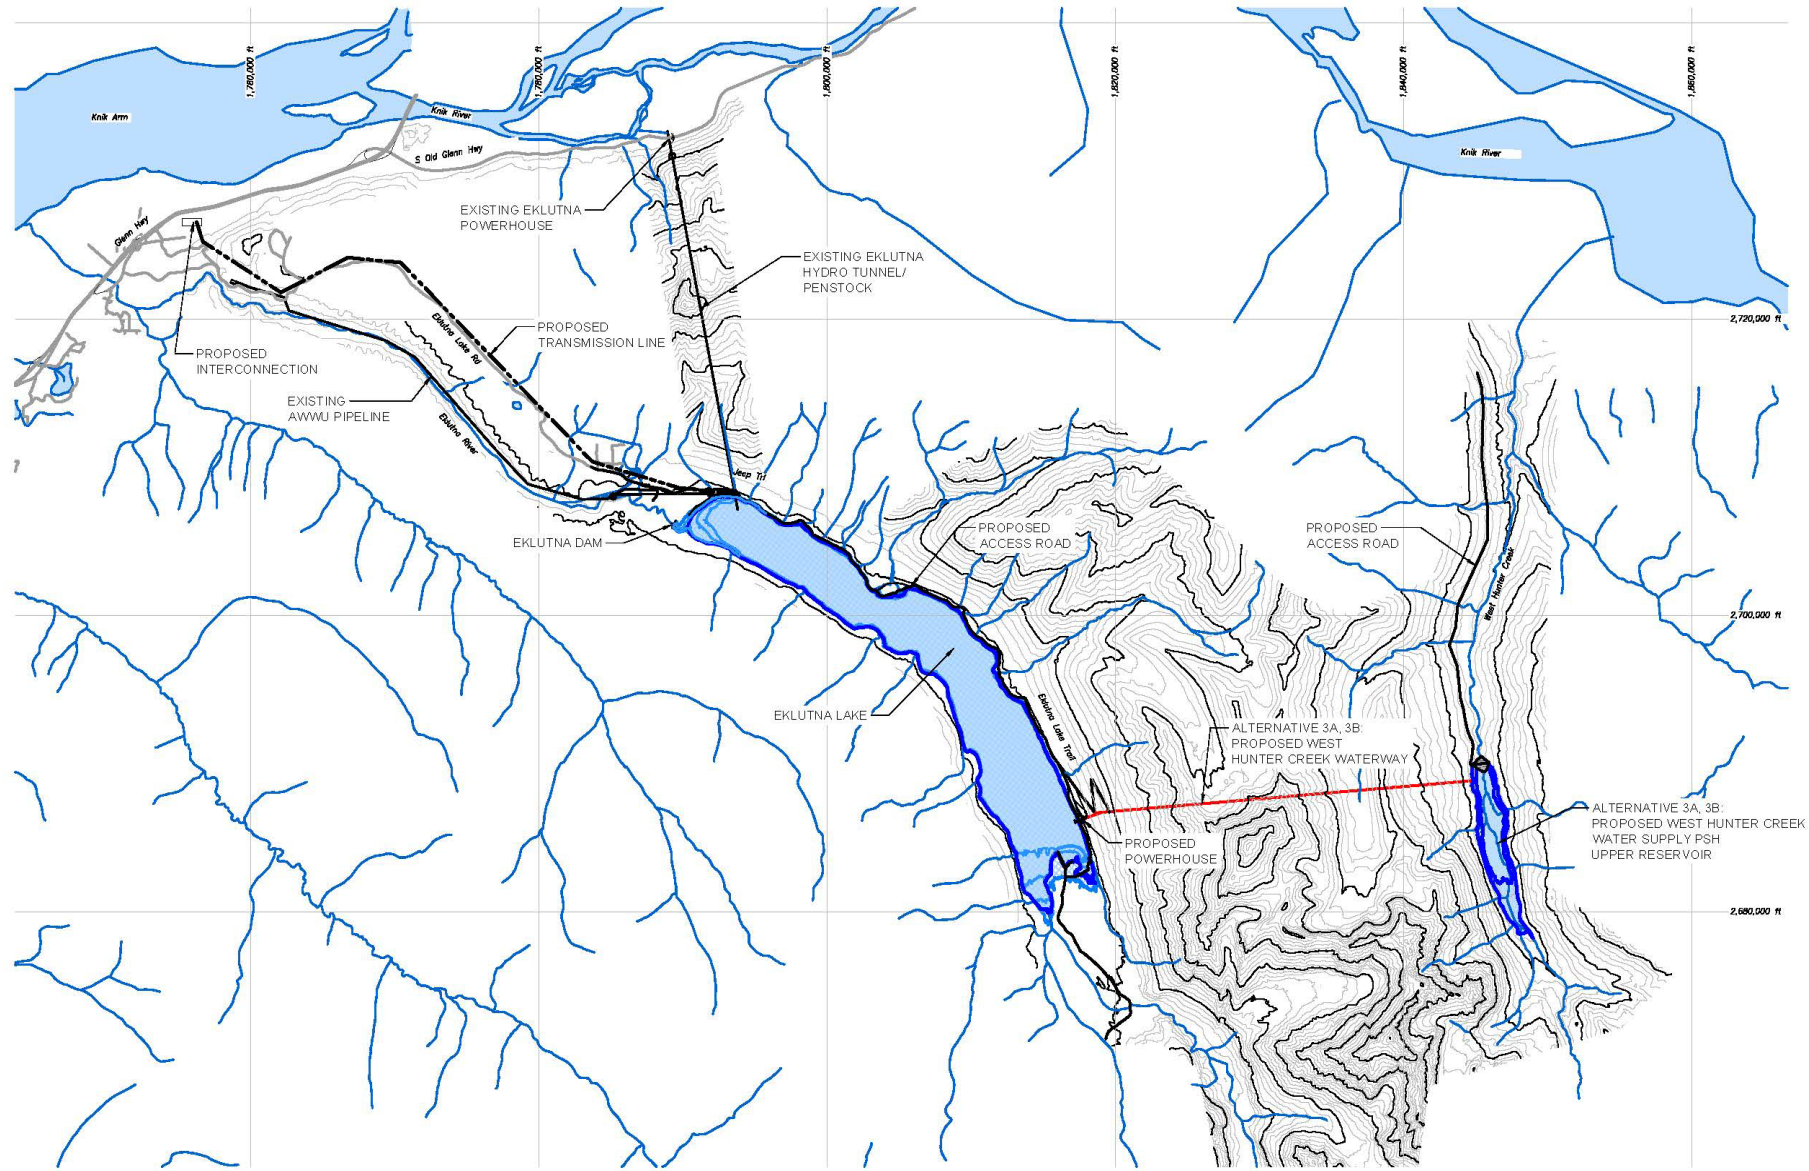 1,760,000 ft
1,780,000 ft
1,800,000 ft
1,820,000 ft
1,840,000 ft
1,860,000 ft
Knik Arm
Knik River
S Old Glenn Hwy
Knik River
Glenn Hwy
EXISTING EKLUTNA
POWERHOUSE
EXISTING EKLUTNA
HYDRO TUNNEL/
PENSTOCK
2,720,000 ft
Eklutna Lake Rd
PROPOSED
TRANSMISSION LINE
PROPOSED
INTERCONNECTION
EXISTING
AWWU PIPELINE
Eklutna River
Jeep Trl
EKLUTNA DAM
PROPOSED
ACCESS ROAD
PROPOSED
ACCESS ROAD
West Hunter Creek
2,700,000 ft
EKLUTNA LAKE
Eklutna Lake Trail
ALTERNATIVE 3A, 3B:
PROPOSED WEST
HUNTER CREEK WATERWAY
PROPOSED
POWERHOUSE
ALTERNATIVE 3A, 3B:
PROPOSED WEST HUNTER CREEK
WATER SUPPLY PSH
UPPER RESERVOIR
2,680,000 ft